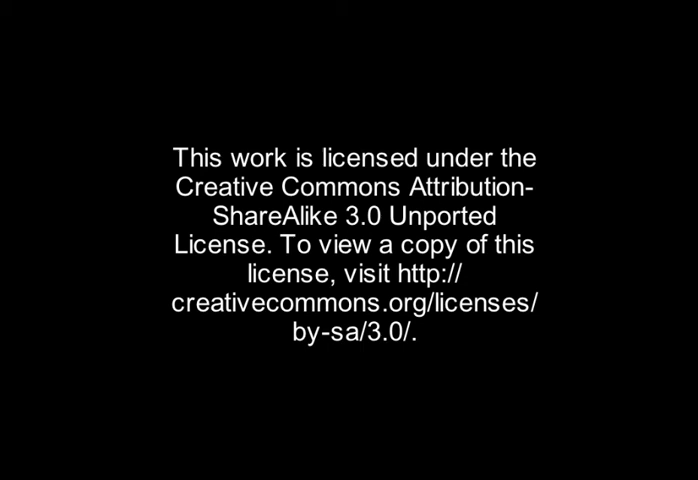 This work is licensed under the
Creative Commons Attribution-
ShareAlike 3.0 Unported
License. To view a copy of this
license, visit http://
creativecommons.org/licenses/
by-sa/3.0/.